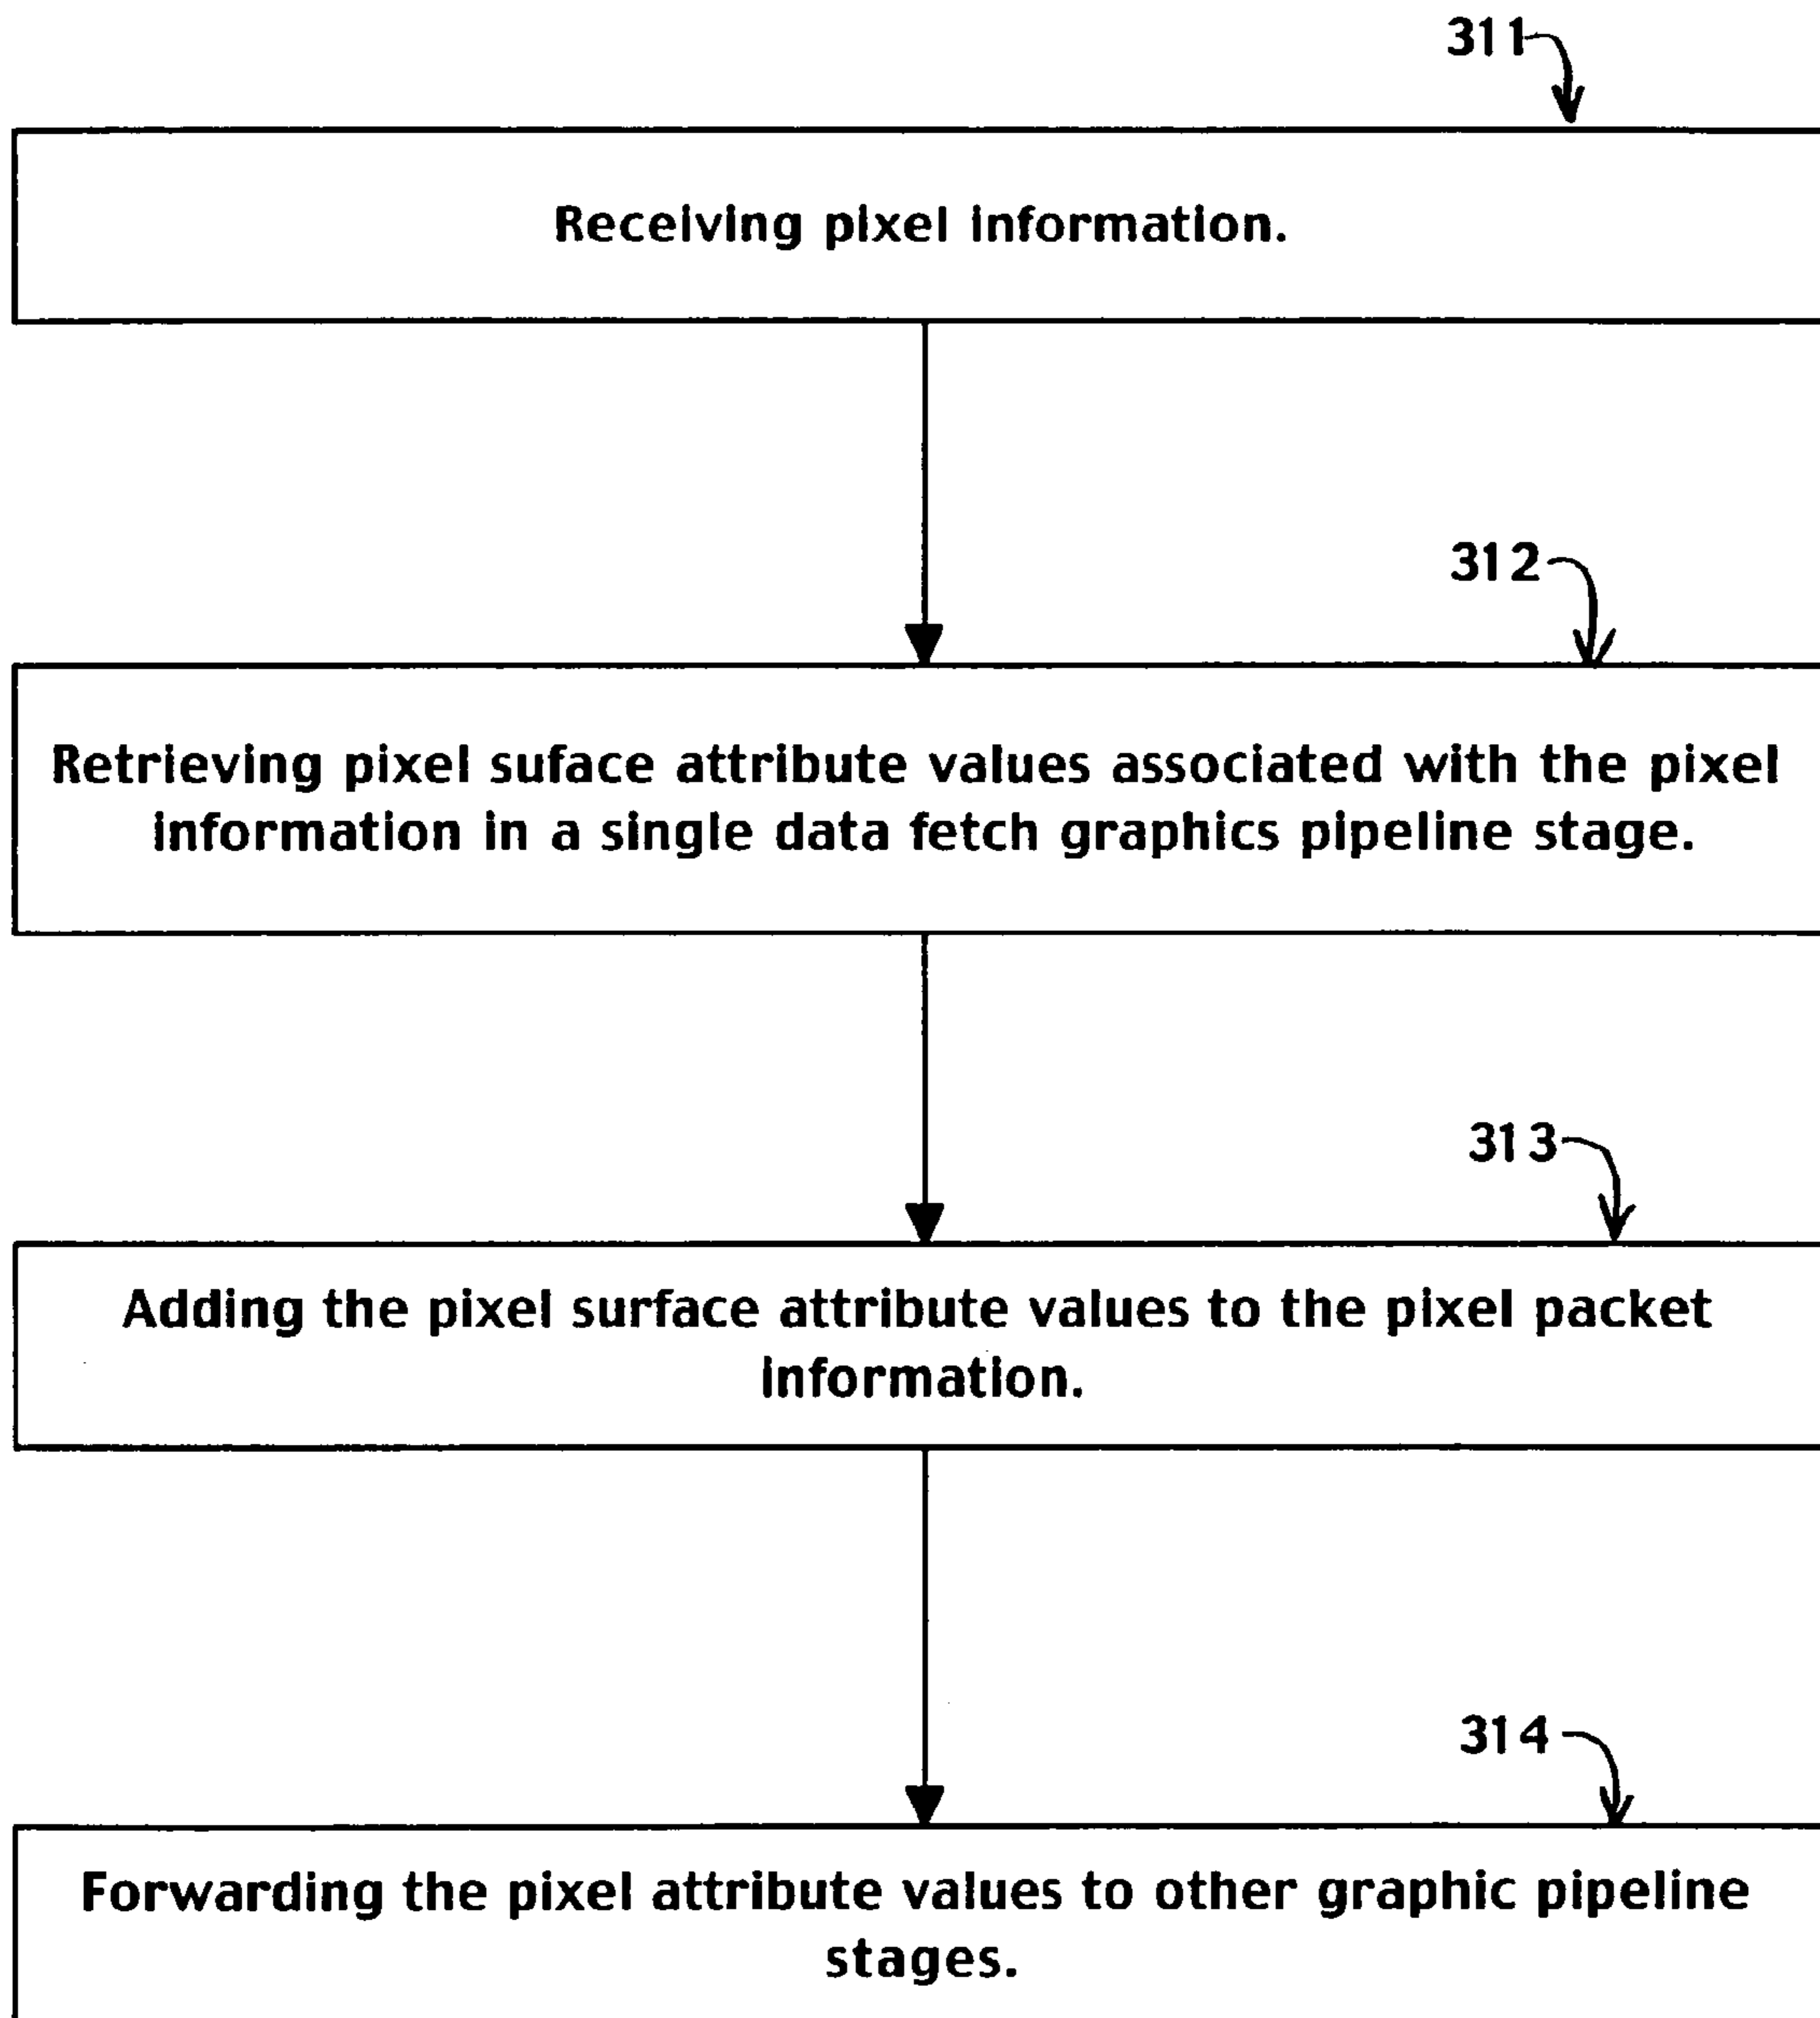 311
Receiving pixel information.
312
Retrieving pixel suface attribute values associated with the pixel
information in a single data fetch graphics pipeline stage.
313
Adding the pixel surface attribute values to the pixel packet
information.
314
Forwarding the pixel attribute values to other graphic pipeline
stages.